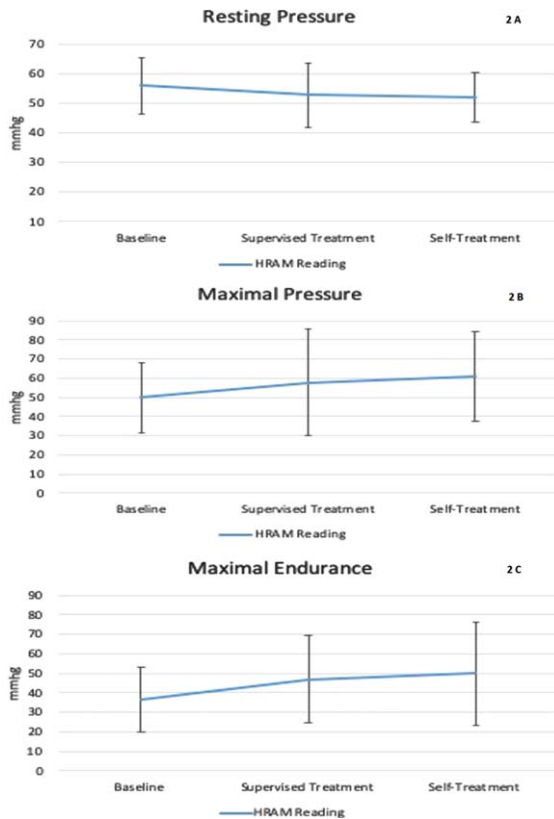 Resting Pressure 2 A
70
60
50
40
30
20
10
mmhg
Baseline Supervised Treatment Self-Treatment
HRAM Reading
Maximal Pressure 2 B
90
80
70
60
50
40
30
20
10
0
mmhg
Baseline Supervised Treatment Self-Treatment
HRAM Reading
Maximal Endurance 2 C
90
80
70
60
50
40
30
20
10
0
mmhg
Baseline Supervised Treatment Self-Treatment
HRAM Reading